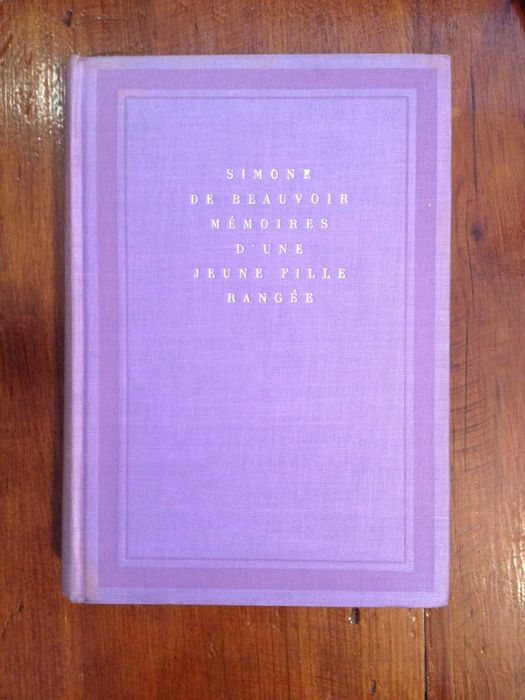 SIMONE
DE BEAUVOIR
MÉMOIRES
D'UNE
JEUNE FILLE
RANGÉE